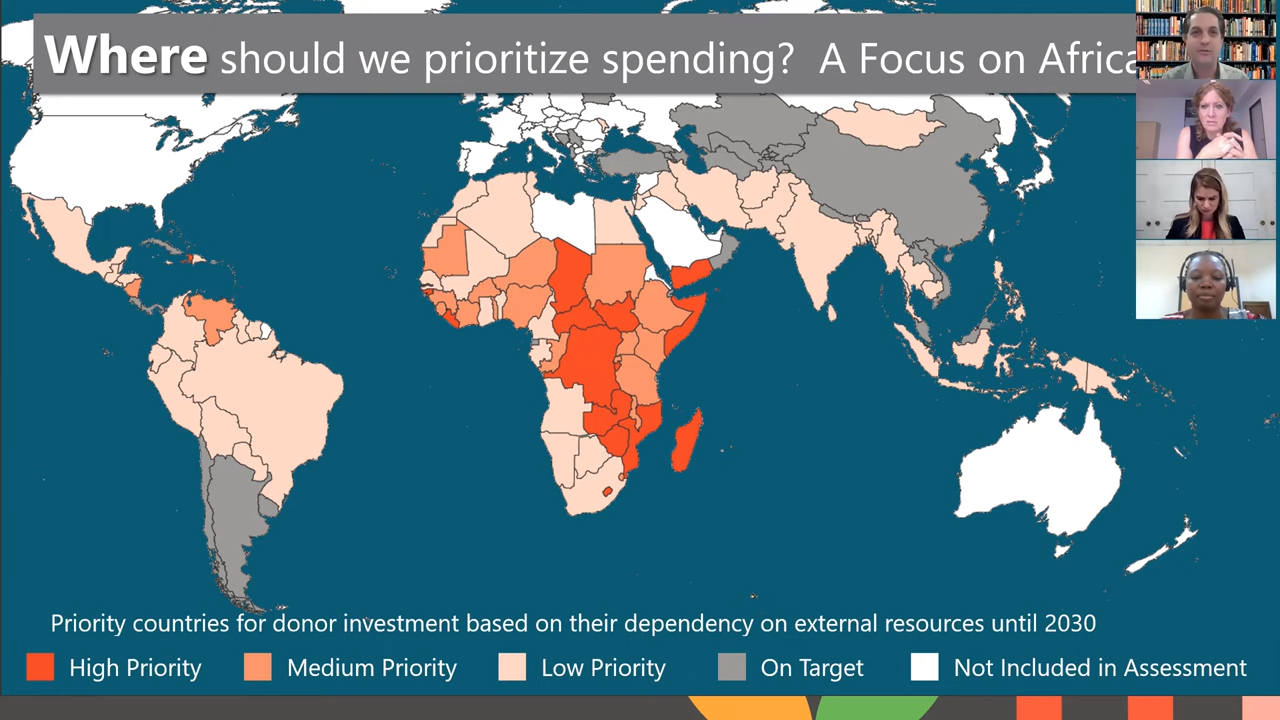 Where should we prioritize spending? A Focus on Africa
Priority countries for donor investment based on their dependency on external resources until 2030
High Priority
Medium Priority
Low Priority
On Target
Not Included in Assessment